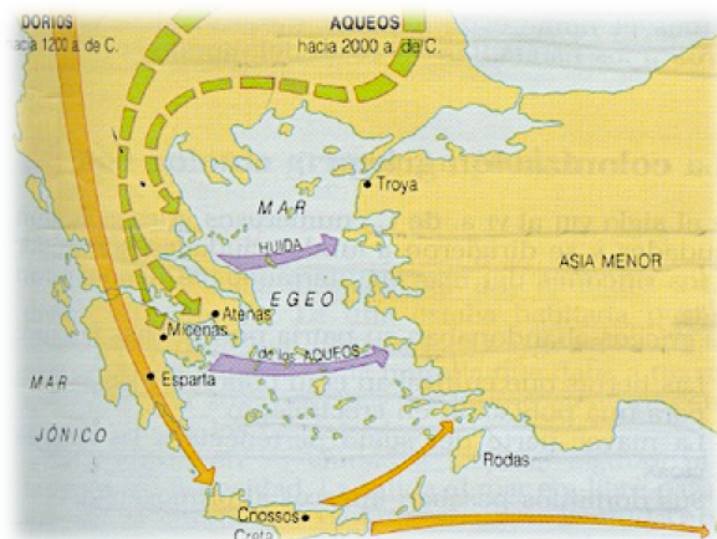 DORIOS
hacia 1200 a. de C.
AQUEOS
hacia 2000 a. de C.
Troya
MAR
HUIDA
ASIA MENOR
EGEO
Atenas
Micenas
de los AQUEOS
Esparta
MAR
JÓNICO
Rodas
Cnossos
Creta